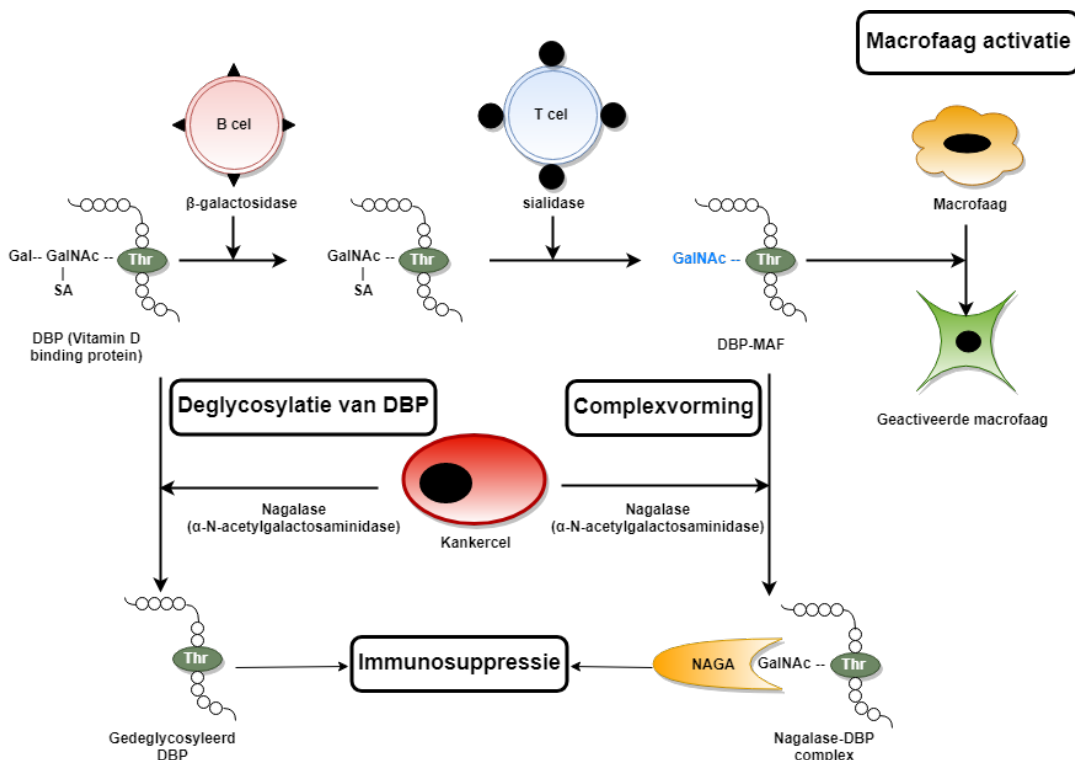 Macrofaag activatie
B cel
T cel
β-galactosidase
sialidase
Macrofaag
Gal-- GalNAc -- Thr
SA
GalNAc -- Thr
SA
GalNAc -- Thr
DBP (Vitamin D
binding protein)
DBP-MAF
Geactiveerde macrofaag
Deglycosylatie van DBP
Complexvorming
Nagalase
(α-N-acetylgalactosaminidase)
Kankercel
Nagalase
(α-N-acetylgalactosaminidase)
Thr
Immunosuppressie
NAGA
GalNAc -- Thr
Gedeglycosyleerd
DBP
Nagalase-DBP
complex